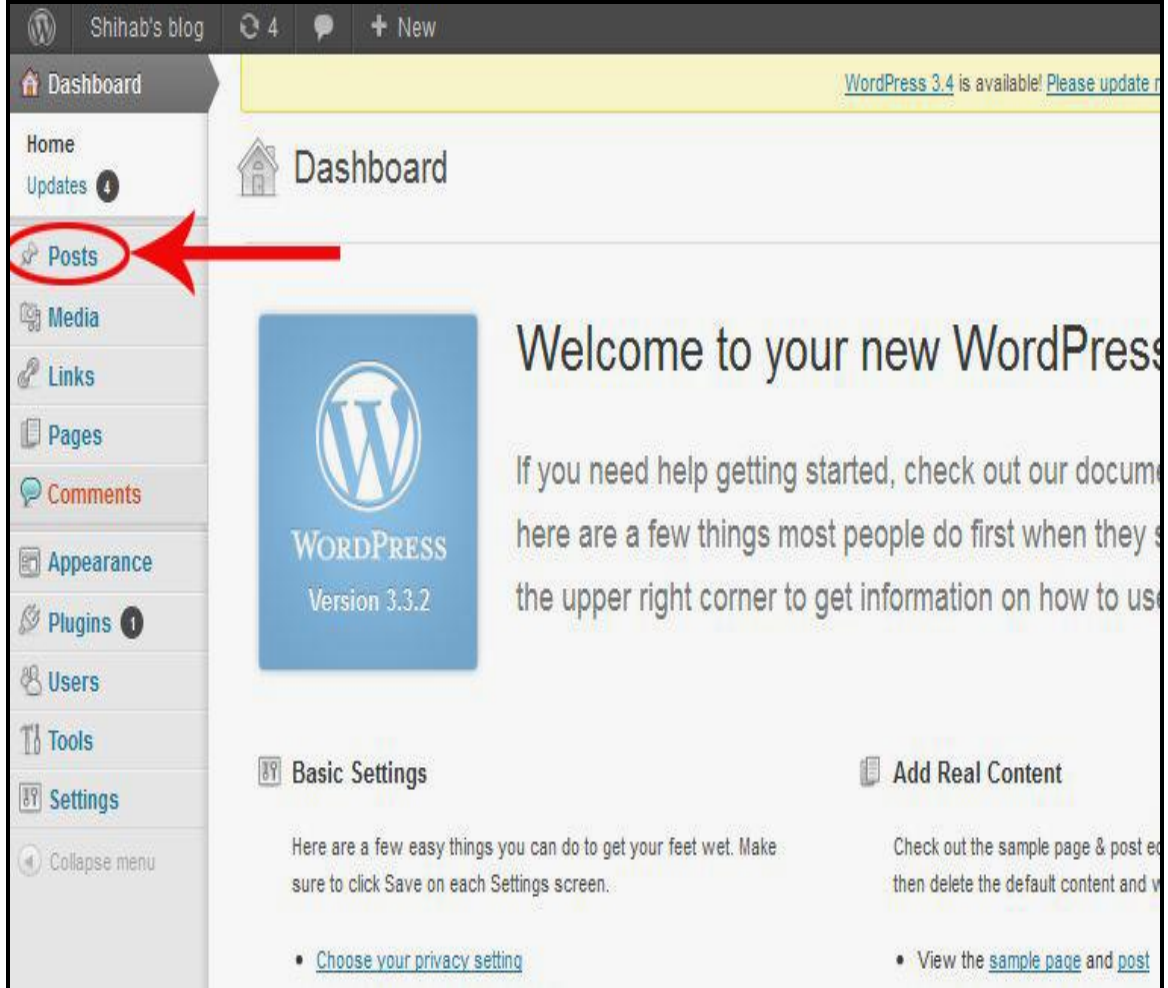 Shihab's blog 4 + New
Dashboard
WordPress 3.4 is available! Please update
Home
Updates 4
Dashboard
Posts
Media
Links
Pages
Comments
Appearance
Plugins 1
Users
Tools
Settings
Collapse menu
WORDPRESS
Version 3.3.2
Welcome to your new WordPress
If you need help getting started, check out our docume
here are a few things most people do first when they s
the upper right corner to get information on how to use
Basic Settings
Here are a few easy things you can do to get your feet wet. Make
sure to click Save on each Settings screen.
• Choose your privacy setting
Add Real Content
Check out the sample page & post ed
then delete the default content and
• View the sample page and post